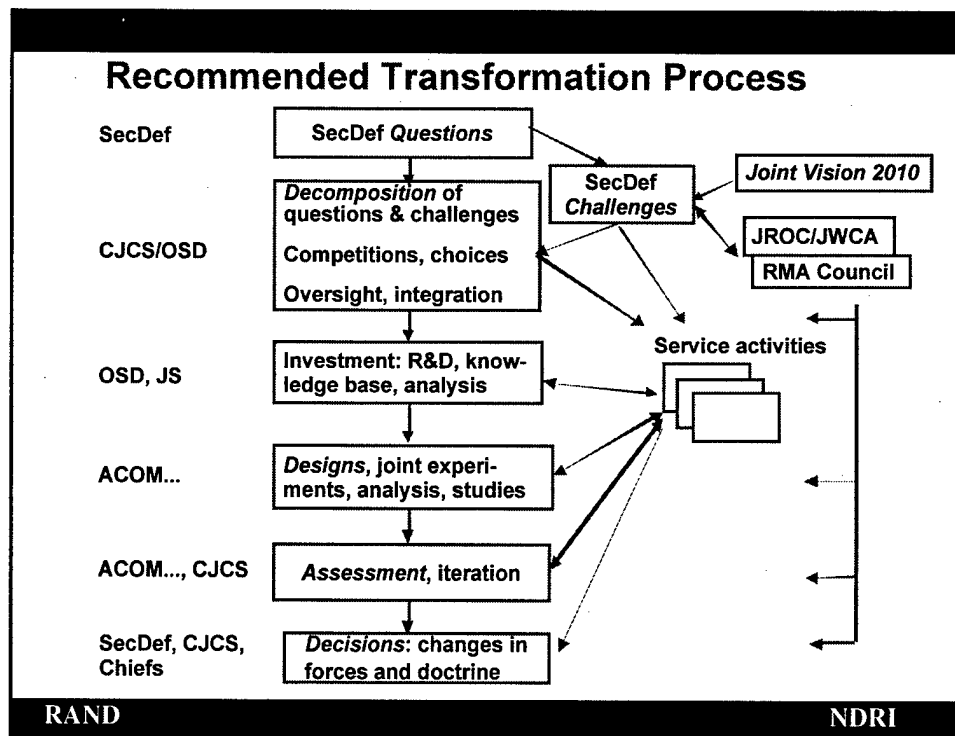 Recommended Transformation Process
SecDef
SecDef Questions
Decomposition of
questions & challenges
Competitions, choices
Oversight, integration
SecDef
Challenges
Joint Vision 2010
JROC/JWCA
RMA Council
CJCS/OSD
Service activities
OSD, JS
Investment: R&D, know-
ledge base, analysis
ACOM...
Designs, joint experi-
ments, analysis, studies
ACOM..., CJCS
Assessment, iteration
SecDef, CJCS,
Chiefs
Decisions: changes in
forces and doctrine
RAND
NDRI